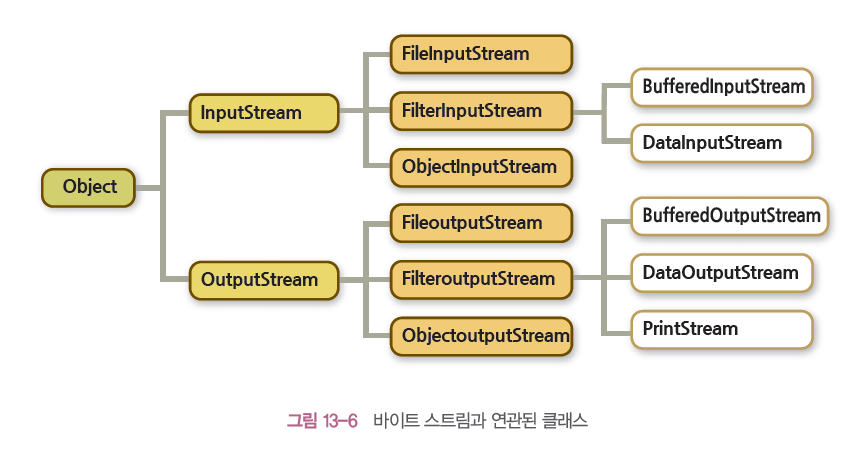 Object
InputStream
OutputStream
FileInputStream
FilterInputStream
ObjectInputStream
FileoutputStream
FilteroutputStream
ObjectoutputStream
BufferedInputStream
DataInputStream
BufferedOutputStream
DataOutputStream
PrintStream
그림 13-6 바이트 스트림과 연관된 클래스